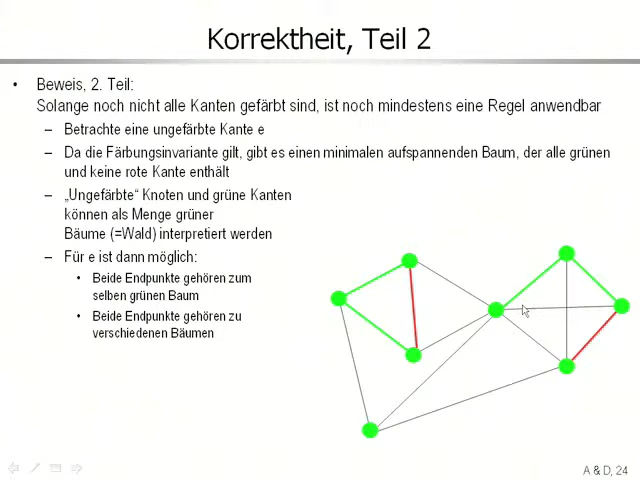 Korrektheit, Teil 2
• Beweis, 2. Teil:
Solange noch nicht alle Kanten gefärbt sind, ist noch mindestens eine Regel anwendbar
– Betrachte eine ungefärbte Kante e
– Da die Färbungsinvariante gilt, gibt es einen minimalen aufspannenden Baum, der alle grünen
und keine rote Kante enthält
– „Ungefärbte“ Knoten und grüne Kanten
können als Menge grüner
Bäume (=Wald) interpretiert werden
– Für e ist dann möglich:
• Beide Endpunkte gehören zum
selben grünen Baum
• Beide Endpunkte gehören zu
verschiedenen Bäumen
A & D, 24